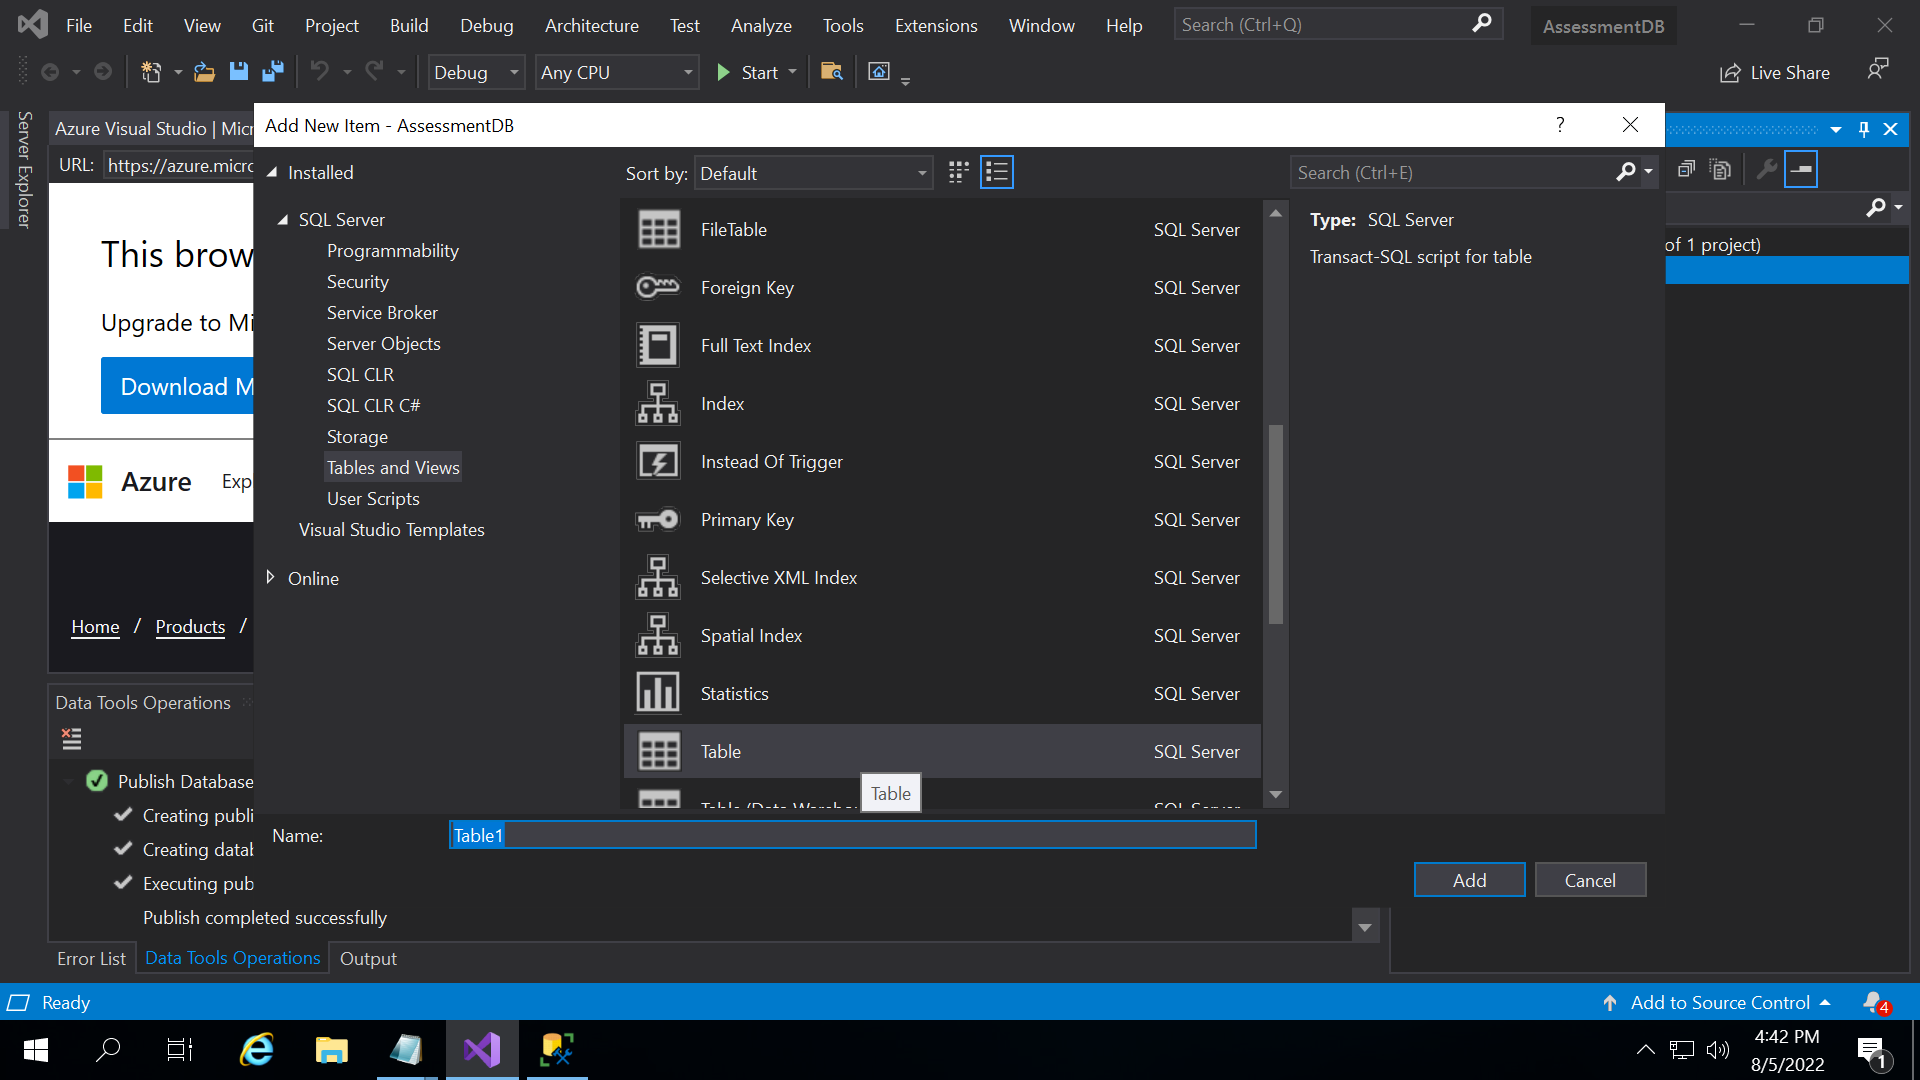 File Edit View Git Project Build Debug Architecture Test Analyze Tools Extensions Window Help Search (Ctrl+Q) AssessmentDB
Debug Any CPU Start Live Share
Server Explorer
Azure Visual Studio | Micr
URL: https://azure.micro
This brow
Upgrade to Mi
Download M
Azure Exp
Home / Products /
Add New Item - AssessmentDB ?
Installed
SQL Server
Programmability
Security
Service Broker
Server Objects
SQL CLR
SQL CLR C#
Storage
Tables and Views
User Scripts
Visual Studio Templates
Online
Sort by: Default
Search (Ctrl+E)
FileTable SQL Server
Foreign Key SQL Server
Full Text Index SQL Server
Index SQL Server
Instead Of Trigger SQL Server
Primary Key SQL Server
Selective XML Index SQL Server
Spatial Index SQL Server
Statistics SQL Server
Table SQL Server
Table
Type: SQL Server
Transact-SQL script for table
of 1 project)
Name: Table1
Add Cancel
Data Tools Operations
Publish Database
Creating publi
Creating datab
Executing pub
Publish completed successfully
Error List Data Tools Operations Output
Ready Add to Source Control 4
4:42 PM
8/5/2022
1